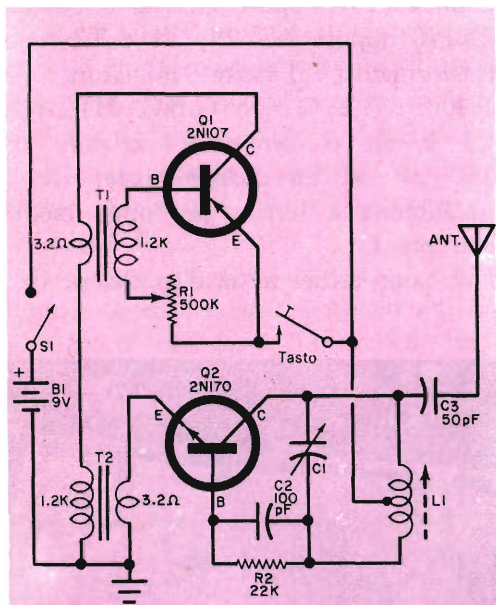 Q1
2N107
C
B
E
T1
3.2Ω
1.2K
R1
500K
ANT.
S1
Tasto
+
B1
9V
Q2
2N170
E
C
B
C3
50pF
C1
T2
1.2K
3.2Ω
C2
100
pF
L1
R2
22K